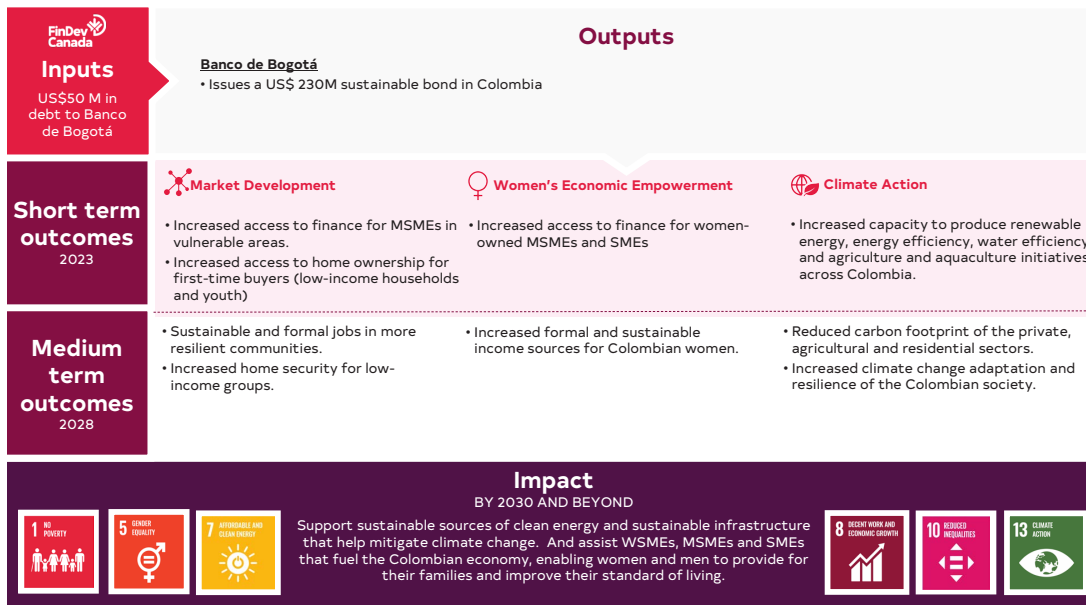 FinDev
Canada
Inputs
US$50 M in
debt to Banco
de Bogotá
Outputs
Banco de Bogotá
• Issues a US$ 230M sustainable bond in Colombia
Short term
outcomes
2023
Market Development
• Increased access to finance for MSMEs in
vulnerable areas.
• Increased access to home ownership for
first-time buyers (low-income households
and youth)
Women's Economic Empowerment
• Increased access to finance for women-
owned MSMEs and SMEs
Climate Action
• Increased capacity to produce renewable
energy, energy efficiency, water efficiency
and agriculture and aquaculture initiatives
across Colombia.
Medium
term
outcomes
2028
• Sustainable and formal jobs in more
resilient communities.
• Increased home security for low-
income groups.
• Increased formal and sustainable
income sources for Colombian women.
• Reduced carbon footprint of the private,
agricultural and residential sectors.
• Increased climate change adaptation and
resilience of the Colombian society.
Impact
BY 2030 AND BEYOND
1 NO
POVERTY
5 GENDER
EQUALITY
7 AFFORDABLE AND
CLEAN ENERGY
Support sustainable sources of clean energy and sustainable infrastructure
that help mitigate climate change. And assist WSMEs, MSMEs and SMEs
that fuel the Colombian economy, enabling women and men to provide for
their families and improve their standard of living.
8 DECENT WORK AND
ECONOMIC GROWTH
10 REDUCED
INEQUALITIES
13 CLIMATE
ACTION